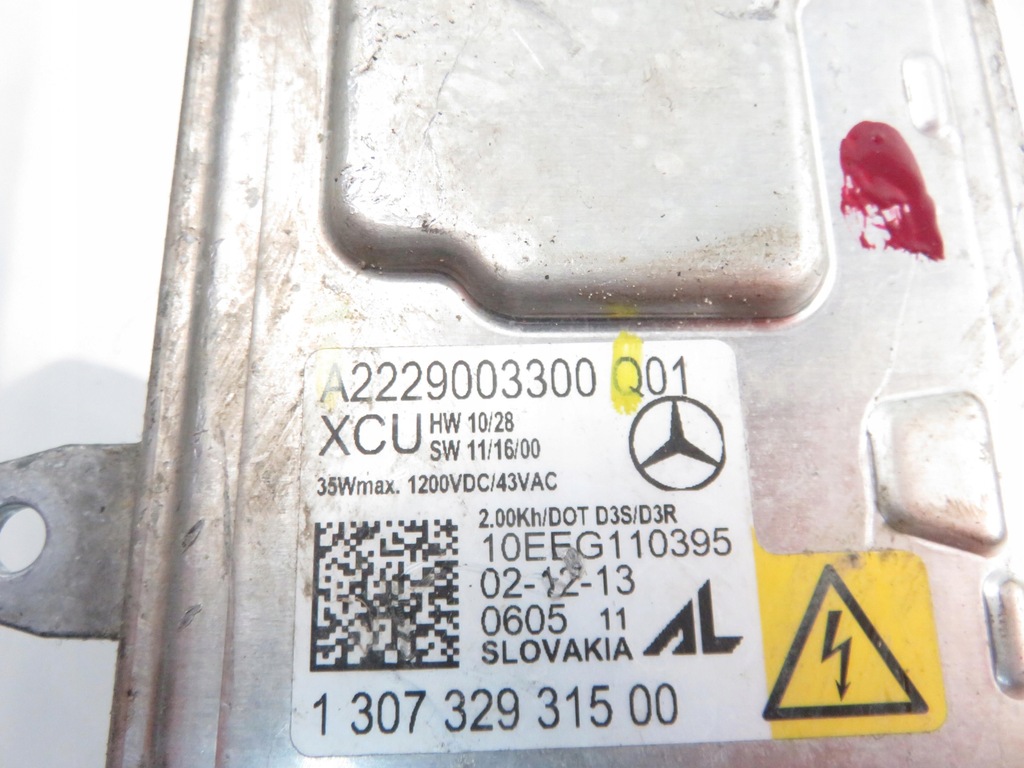 A2229003300 Q01
XCU HW 10/28
SW 11/16/00
35Wmax. 1200VDC/43VAC
2.00Kh/DOT D3S/D3R
10EEG110395
02-12-13
0605 11
SLOVAKIA AL
1 307 329 315 00